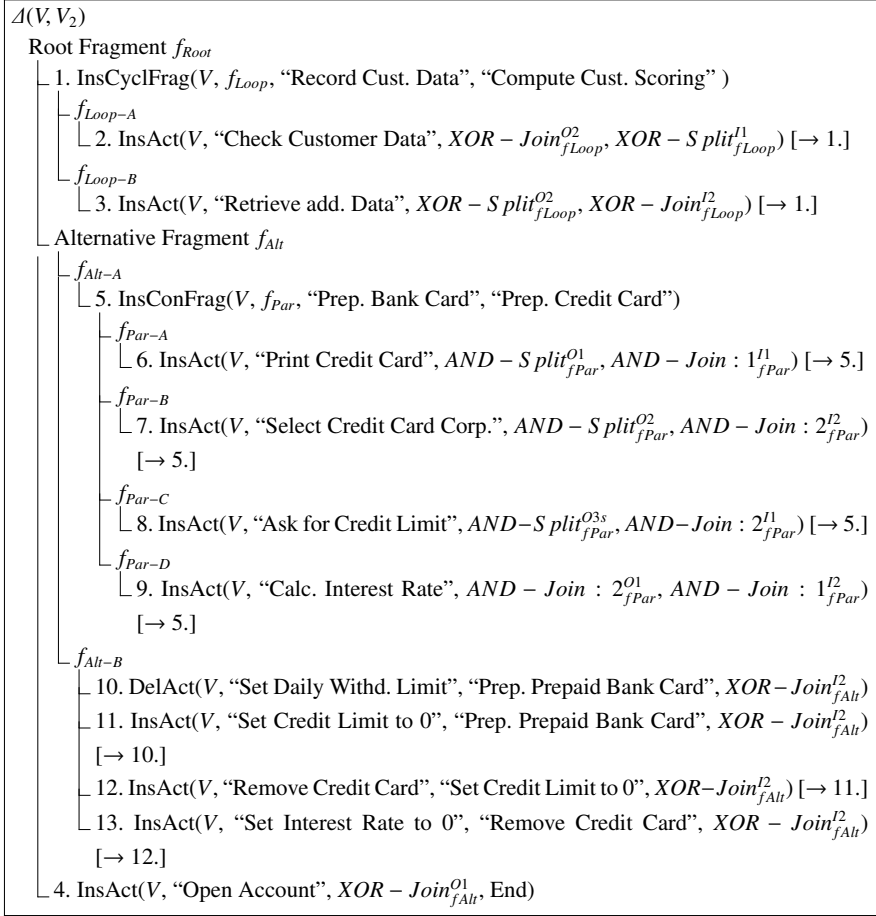 Δ(V, V₂)
Root Fragment f_Root
1. InsCyclFrag(V, f_Loop, “Record Cust. Data”, “Compute Cust. Scoring” )
f_Loop−A
2. InsAct(V, “Check Customer Data”, XOR − Join^O2_fLoop, XOR − Split^I1_fLoop) [→ 1.]
f_Loop−B
3. InsAct(V, “Retrieve add. Data”, XOR − Split^O2_fLoop, XOR − Join^I2_fLoop) [→ 1.]
Alternative Fragment f_Alt
f_Alt−A
5. InsConFrag(V, f_Par, “Prep. Bank Card”, “Prep. Credit Card”)
f_Par−A
6. InsAct(V, “Print Credit Card”, AND − Split^O1_fPar, AND − Join : 1^I1_fPar) [→ 5.]
f_Par−B
7. InsAct(V, “Select Credit Card Corp.”, AND − Split^O2_fPar, AND − Join : 2^I2_fPar)
[→ 5.]
f_Par−C
8. InsAct(V, “Ask for Credit Limit”, AND−Split^O3s_fPar, AND−Join : 2^I1_fPar) [→ 5.]
f_Par−D
9. InsAct(V, “Calc. Interest Rate”, AND − Join : 2^O1_fPar, AND − Join : 1^I2_fPar)
[→ 5.]
f_Alt−B
10. DelAct(V, “Set Daily Withd. Limit”, “Prep. Prepaid Bank Card”, XOR−Join^I2_fAlt)
11. InsAct(V, “Set Credit Limit to 0”, “Prep. Prepaid Bank Card”, XOR − Join^I2_fAlt)
[→ 10.]
12. InsAct(V, “Remove Credit Card”, “Set Credit Limit to 0”, XOR−Join^I2_fAlt) [→ 11.]
13. InsAct(V, “Set Interest Rate to 0”, “Remove Credit Card”, XOR − Join^I2_fAlt)
[→ 12.]
4. InsAct(V, “Open Account”, XOR − Join^O1_fAlt, End)